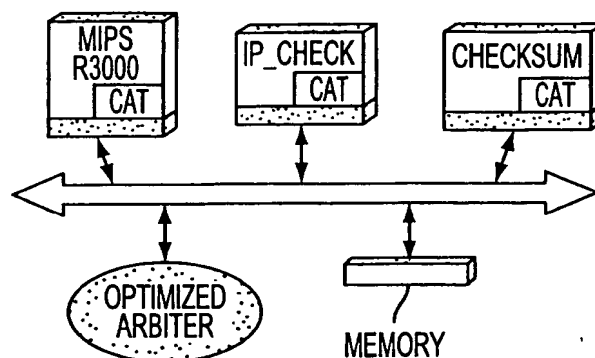 MIPS
R3000
CAT
IP_CHECK
CAT
CHECKSUM
CAT
OPTIMIZED
ARBITER
MEMORY